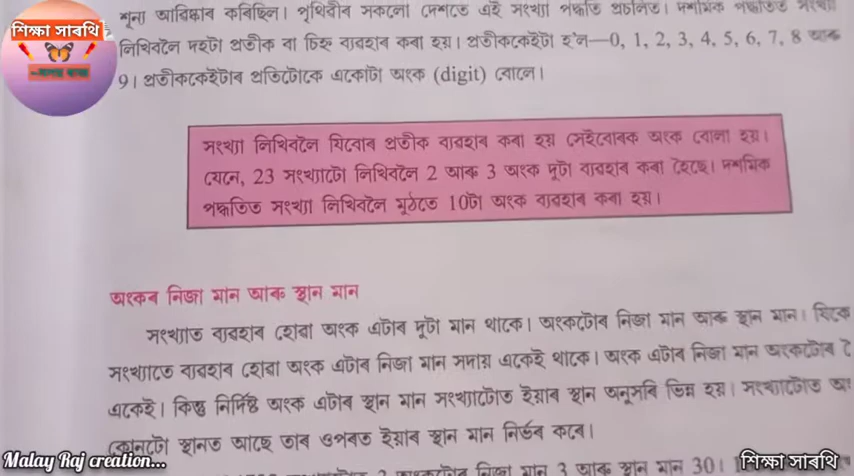 শূন্য আৱিষ্কাৰ কৰিছিল। পৃথিৱীৰ সকলো দেশতে এই সংখ্যা পদ্ধতি প্ৰচলিত। দশমিক পদ্ধতিত সংখ্যা
শিক্ষা সাৰথি
লিখিবলৈ দহটা প্ৰতীক বা চিহ্ন ব্যৱহাৰ কৰা হয়। প্ৰতীককেইটা হ'ল—0, 1, 2, 3, 4, 5, 6, 7, 8 আৰু
9। প্ৰতীককেইটাৰ প্ৰতিটোকে একোটা অংক (digit) বোলে।
সংখ্যা লিখিবলৈ যিবোৰ প্ৰতীক ব্যৱহাৰ কৰা হয় সেইবোৰক অংক বোলা হয়।
যেনে, 23 সংখ্যাটো লিখিবলৈ 2 আৰু 3 অংক দুটা ব্যৱহাৰ কৰা হৈছে। দশমিক
পদ্ধতিত সংখ্যা লিখিবলৈ মুঠতে 10টা অংক ব্যৱহাৰ কৰা হয়।
অংকৰ নিজা মান আৰু স্থান মান
সংখ্যাত ব্যৱহাৰ হোৱা অংক এটাৰ দুটা মান থাকে। অংকটোৰ নিজা মান আৰু স্থান মান। যিকো
সংখ্যাতে ব্যৱহাৰ হোৱা অংক এটাৰ নিজা মান সদায় একেই থাকে। অংক এটাৰ নিজা মান অংকটোৰ
একেই। কিন্তু নিৰ্দিষ্ট অংক এটাৰ স্থান মান সংখ্যাটোত ইয়াৰ স্থান অনুসৰি ভিন্ন হয়। সংখ্যাটোত
কোনটো স্থানত আছে তাৰ ওপৰত ইয়াৰ স্থান মান নিৰ্ভৰ কৰে।
Malay Raj creation...
নিজা মান 3 আৰু স্থান মান 30।
শিক্ষা সাৰথি